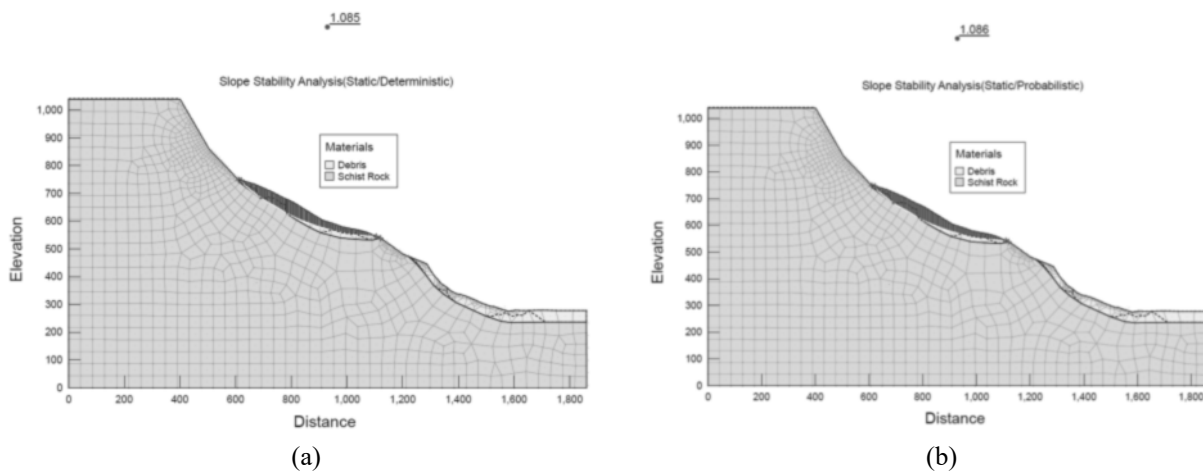 1.085
Slope Stability Analysis(Static/Deterministic)
1,000
900
800
700
600
500
400
300
200
100
0
Elevation
Materials
Debris
Schist Rock
0 200 400 600 800 1,000 1,200 1,400 1,600 1,800
Distance
(a)
1.086
Slope Stability Analysis(Static/Probabilistic)
1,000
900
800
700
600
500
400
300
200
100
0
Elevation
Materials
Debris
Schist Rock
0 200 400 600 800 1,000 1,200 1,400 1,600 1,800
Distance
(b)